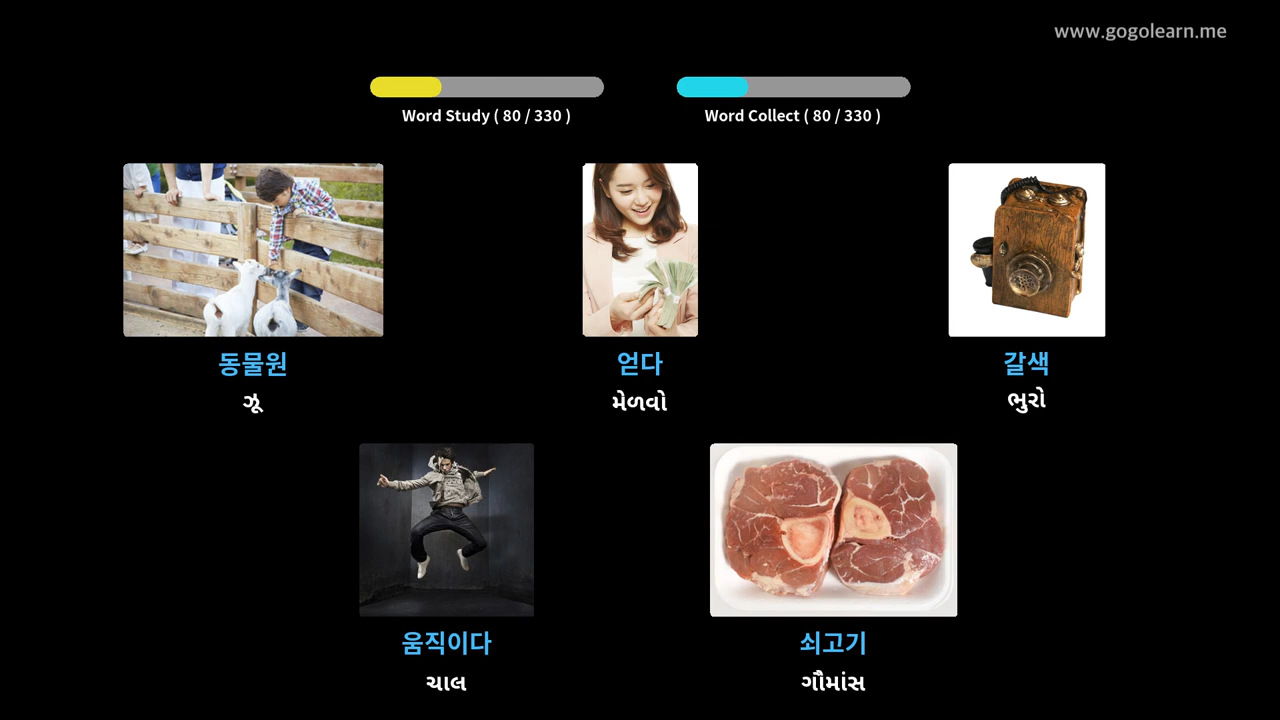 www.gogolearn.me
Word Study ( 80 / 330 )
Word Collect ( 80 / 330 )
동물원
ઝૂ
얻다
મેળવો
갈색
ભુરો
움직이다
ચાલ
쇠고기
ગૌમાંસ